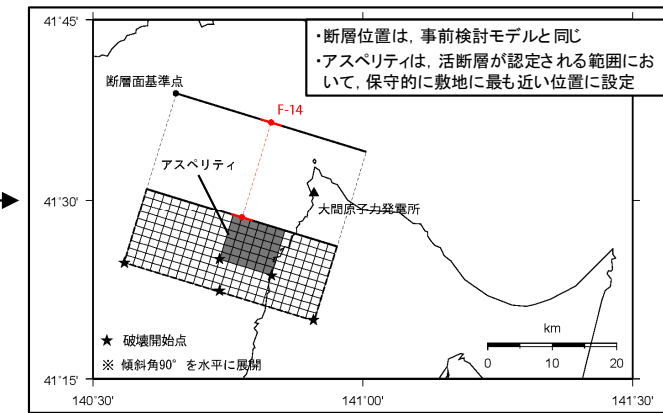 41°45'
・断層位置は，事前検討モデルと同じ
・アスペリティは，活断層が認定される範囲にお
いて，保守的に敷地に最も近い位置に設定
断層面基準点
F-14
アスペリティ
41°30'
大間原子力発電所
★ 破壊開始点
※ 傾斜角90° を水平に展開
km
0 10 20
41°15'
140°30' 141°00' 141°30'